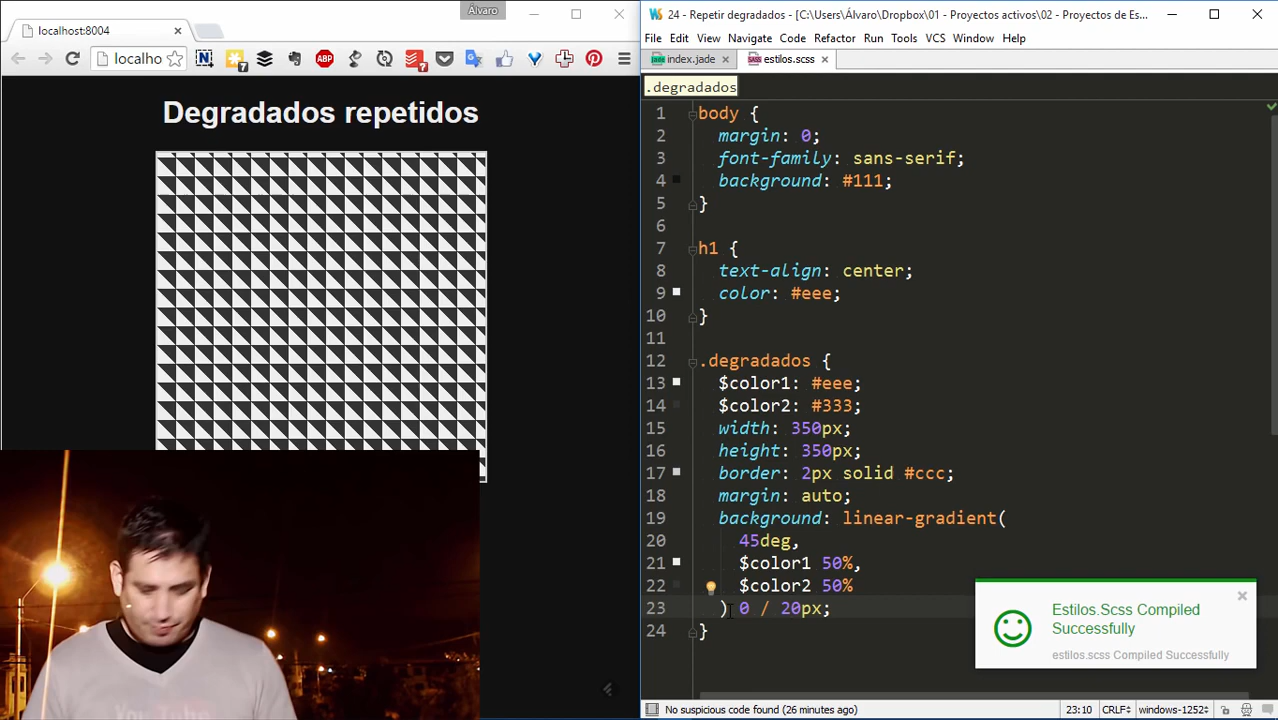 Álvaro
localhost:8004
localho
7
ABP
7
Degradados repetidos
24 - Repetir degradados - [C:\Users\Álvaro\Dropbox\01 - Proyectos activos\02 - Proyectos de Es...
File Edit View Navigate Code Refactor Run Tools VCS Window Help
index.jade
estilos.scss
.degradados
1 body {
2 margin: 0;
3 font-family: sans-serif;
4 background: #111;
5 }
6
7 h1 {
8 text-align: center;
9 color: #eee;
10 }
11
12 .degradados {
13 $color1: #eee;
14 $color2: #333;
15 width: 350px;
16 height: 350px;
17 border: 2px solid #ccc;
18 margin: auto;
19 background: linear-gradient(
20 45deg,
21 $color1 50%,
22 $color2 50%
23 ) 0 / 20px;
24 }
Estilos.Scss Compiled
Successfully
estilos.scss Compiled Successfully
No suspicious code found (26 minutes ago)
23:10 CRLF windows-1252